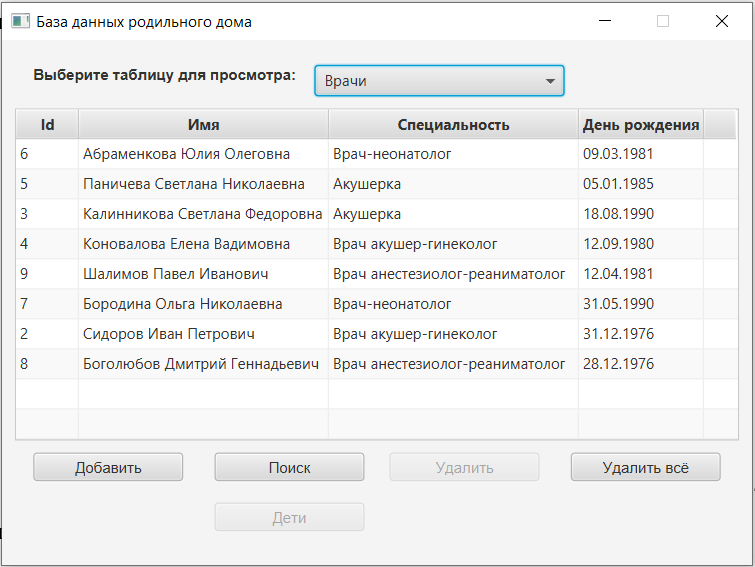 База данных родильного дома
Выберите таблицу для просмотра: Врачи
Id Имя Специальность День рождения
6 Абраменкова Юлия Олеговна Врач-неонатолог 09.03.1981
5 Паничева Светлана Николаевна Акушерка 05.01.1985
3 Калинникова Светлана Федоровна Акушерка 18.08.1990
4 Коновалова Елена Вадимовна Врач акушер-гинеколог 12.09.1980
9 Шалимов Павел Иванович Врач анестезиолог-реаниматолог 12.04.1981
7 Бородина Ольга Николаевна Врач-неонатолог 31.05.1990
2 Сидоров Иван Петрович Врач акушер-гинеколог 31.12.1976
8 Боголюбов Дмитрий Геннадьевич Врач анестезиолог-реаниматолог 28.12.1976
Добавить Поиск Удалить Удалить всё
Дети